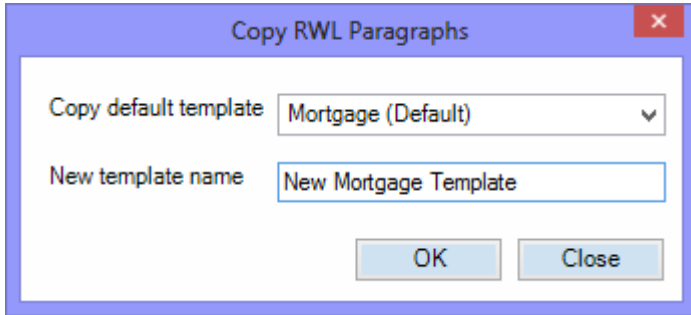 Copy RWL Paragraphs
Copy default template Mortgage (Default)
New template name New Mortgage Template
OK Close